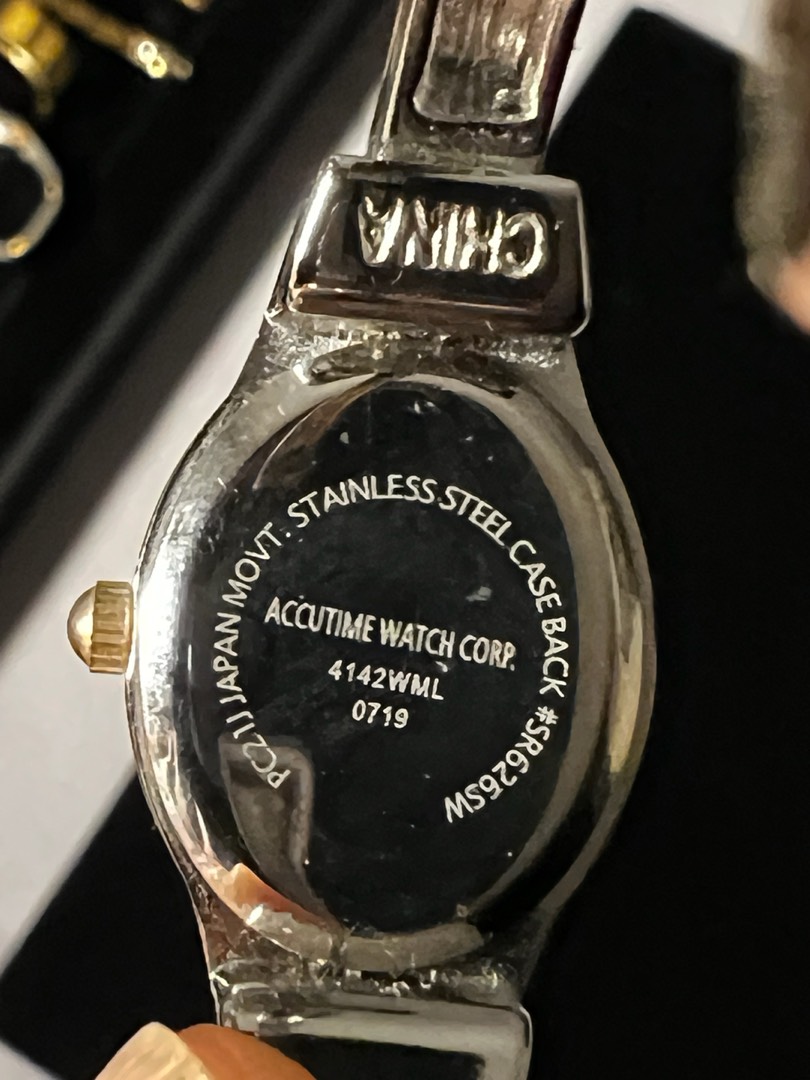 CHINA
PC21J JAPAN MOVT. STAINLESS STEEL CASE BACK #SR626SW
ACCUTIME WATCH CORP.
4142WML
0719